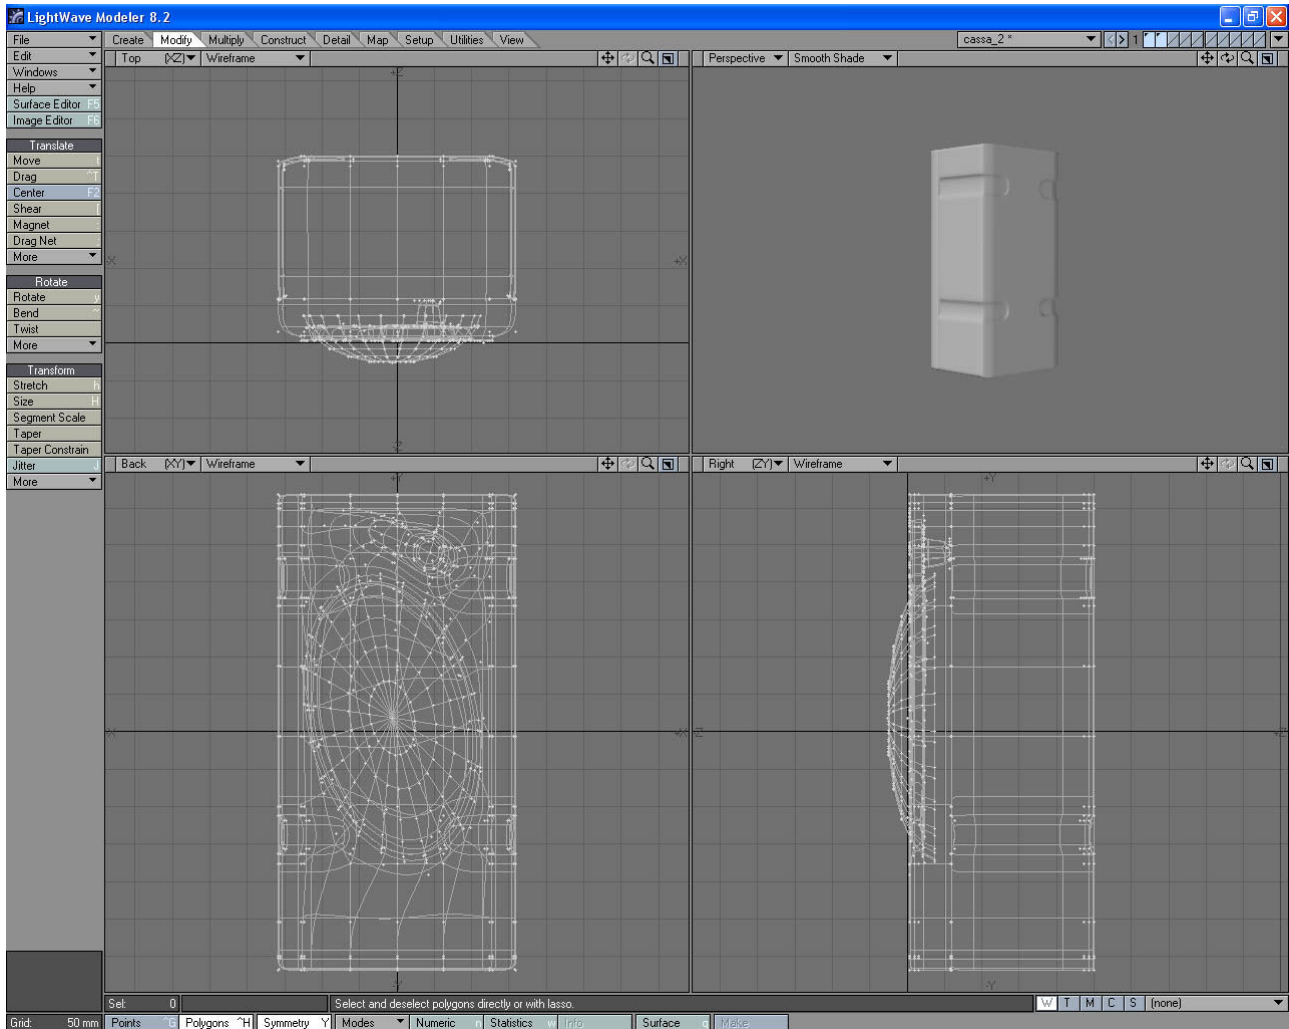 LightWave Modeler 8.2
File Create Modify Multiply Construct Detail Map Setup Utilities View cassa_2 * 1
Edit Top (XZ) Wireframe Perspective Smooth Shade
Windows
Help
Surface Editor F5
Image Editor F6
Translate
Move t
Drag ^T
Center F2
Shear [
Magnet :
Drag Net ;
More
Rotate
Rotate y
Bend ~
Twist
More
Transform
Stretch h
Size H
Segment Scale
Taper
Taper Constrain
Jitter J
More
+Z
-X
+X
-Z
Back (XY) Wireframe Right (ZY) Wireframe
+Y +Y
-X +X -Z +Z
-Y -Y
Sel: 0 Select and deselect polygons directly or with lasso. W T M C S (none)
Grid: 50 mm Points ^G Polygons ^H Symmetry Y Modes Numeric n Statistics w Info i Surface q Make